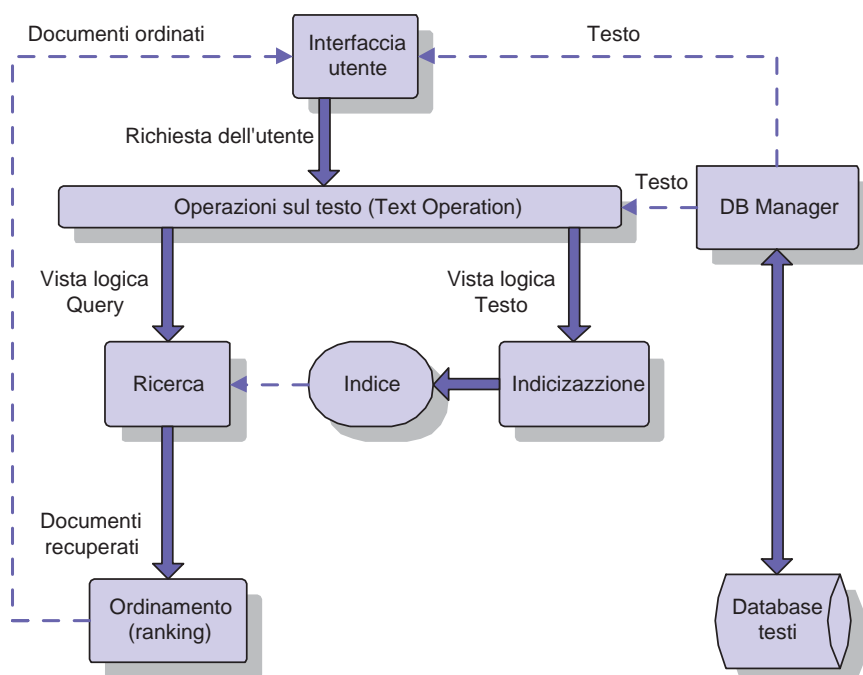 Documenti ordinati
Interfaccia
utente
Testo
Richiesta dell'utente
Testo
Operazioni sul testo (Text Operation)
DB Manager
Vista logica
Query
Vista logica
Testo
Ricerca
Indice
Indicizazzione
Documenti
recuperati
Ordinamento
(ranking)
Database
testi